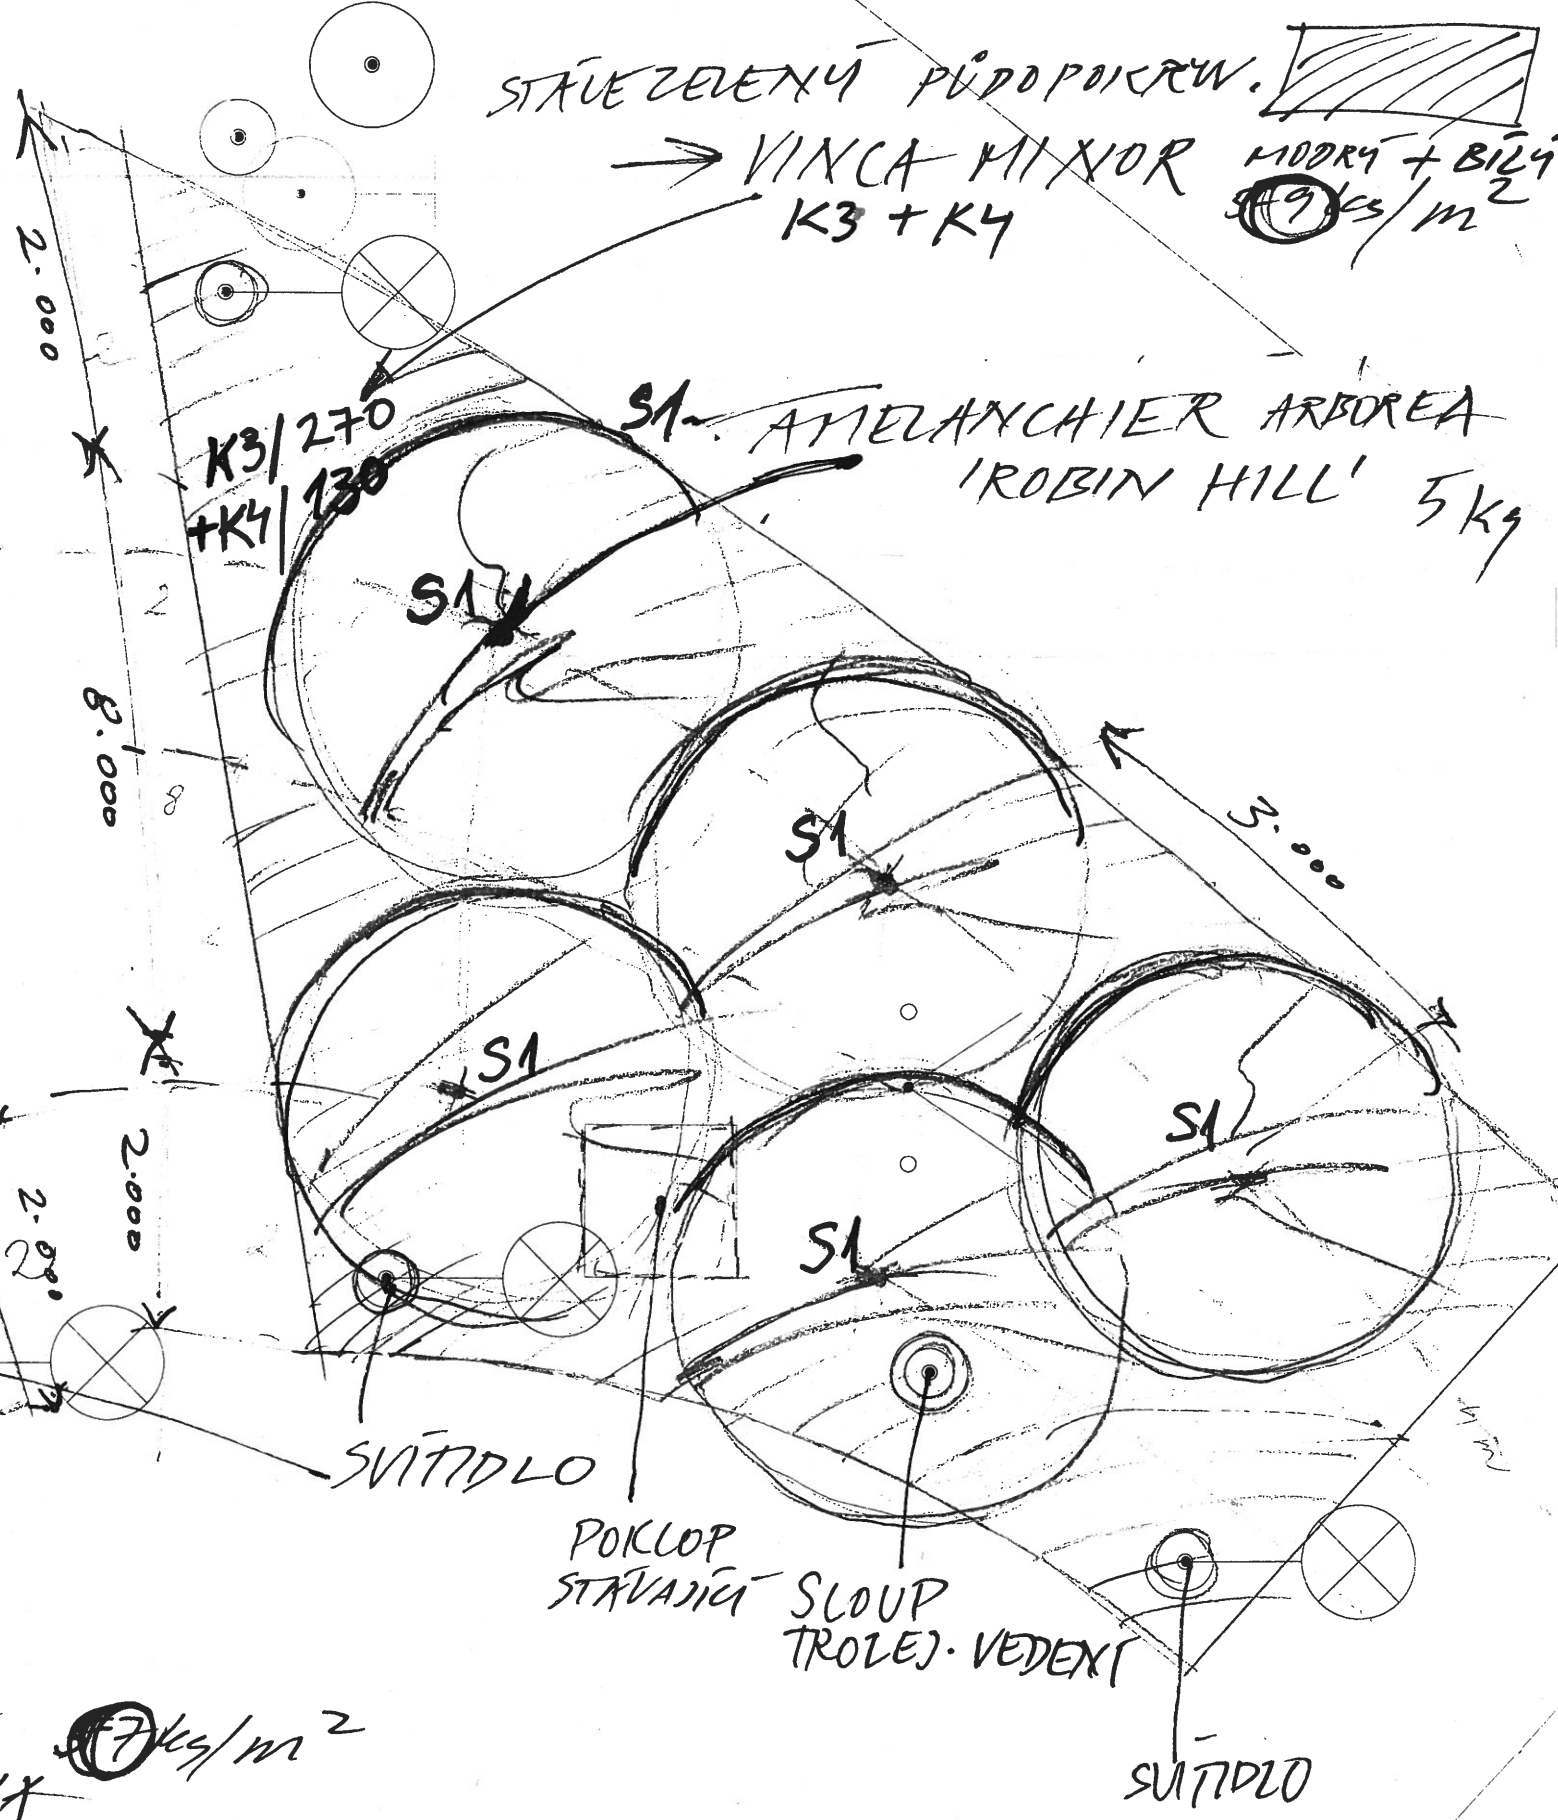 STÁLEZELENÝ PŮDOPOKRYV.
→ VINCA MINOR MODRÝ + BÍLÝ
K3 + K4 9 ks/m²
2.000
K3/270
+K4/130
S1 AMELANCHIER ARBOREA
'ROBIN HILL' 5 ks
S1
2
8.000
8
S1
3.000
S1
S1
S1
2.000
2.000
SVÍTIDLO
POKLOP
STÁVAJÍCÍ
SLOUP
TROLEJ. VEDENÍ
SVÍTIDLO
7 ks/m²